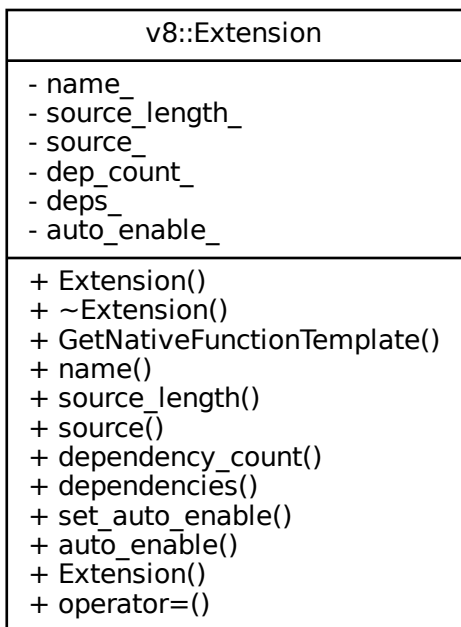 v8::Extension
- name_
- source_length_
- source_
- dep_count_
- deps_
- auto_enable_
+ Extension()
+ ~Extension()
+ GetNativeFunctionTemplate()
+ name()
+ source_length()
+ source()
+ dependency_count()
+ dependencies()
+ set_auto_enable()
+ auto_enable()
+ Extension()
+ operator=()